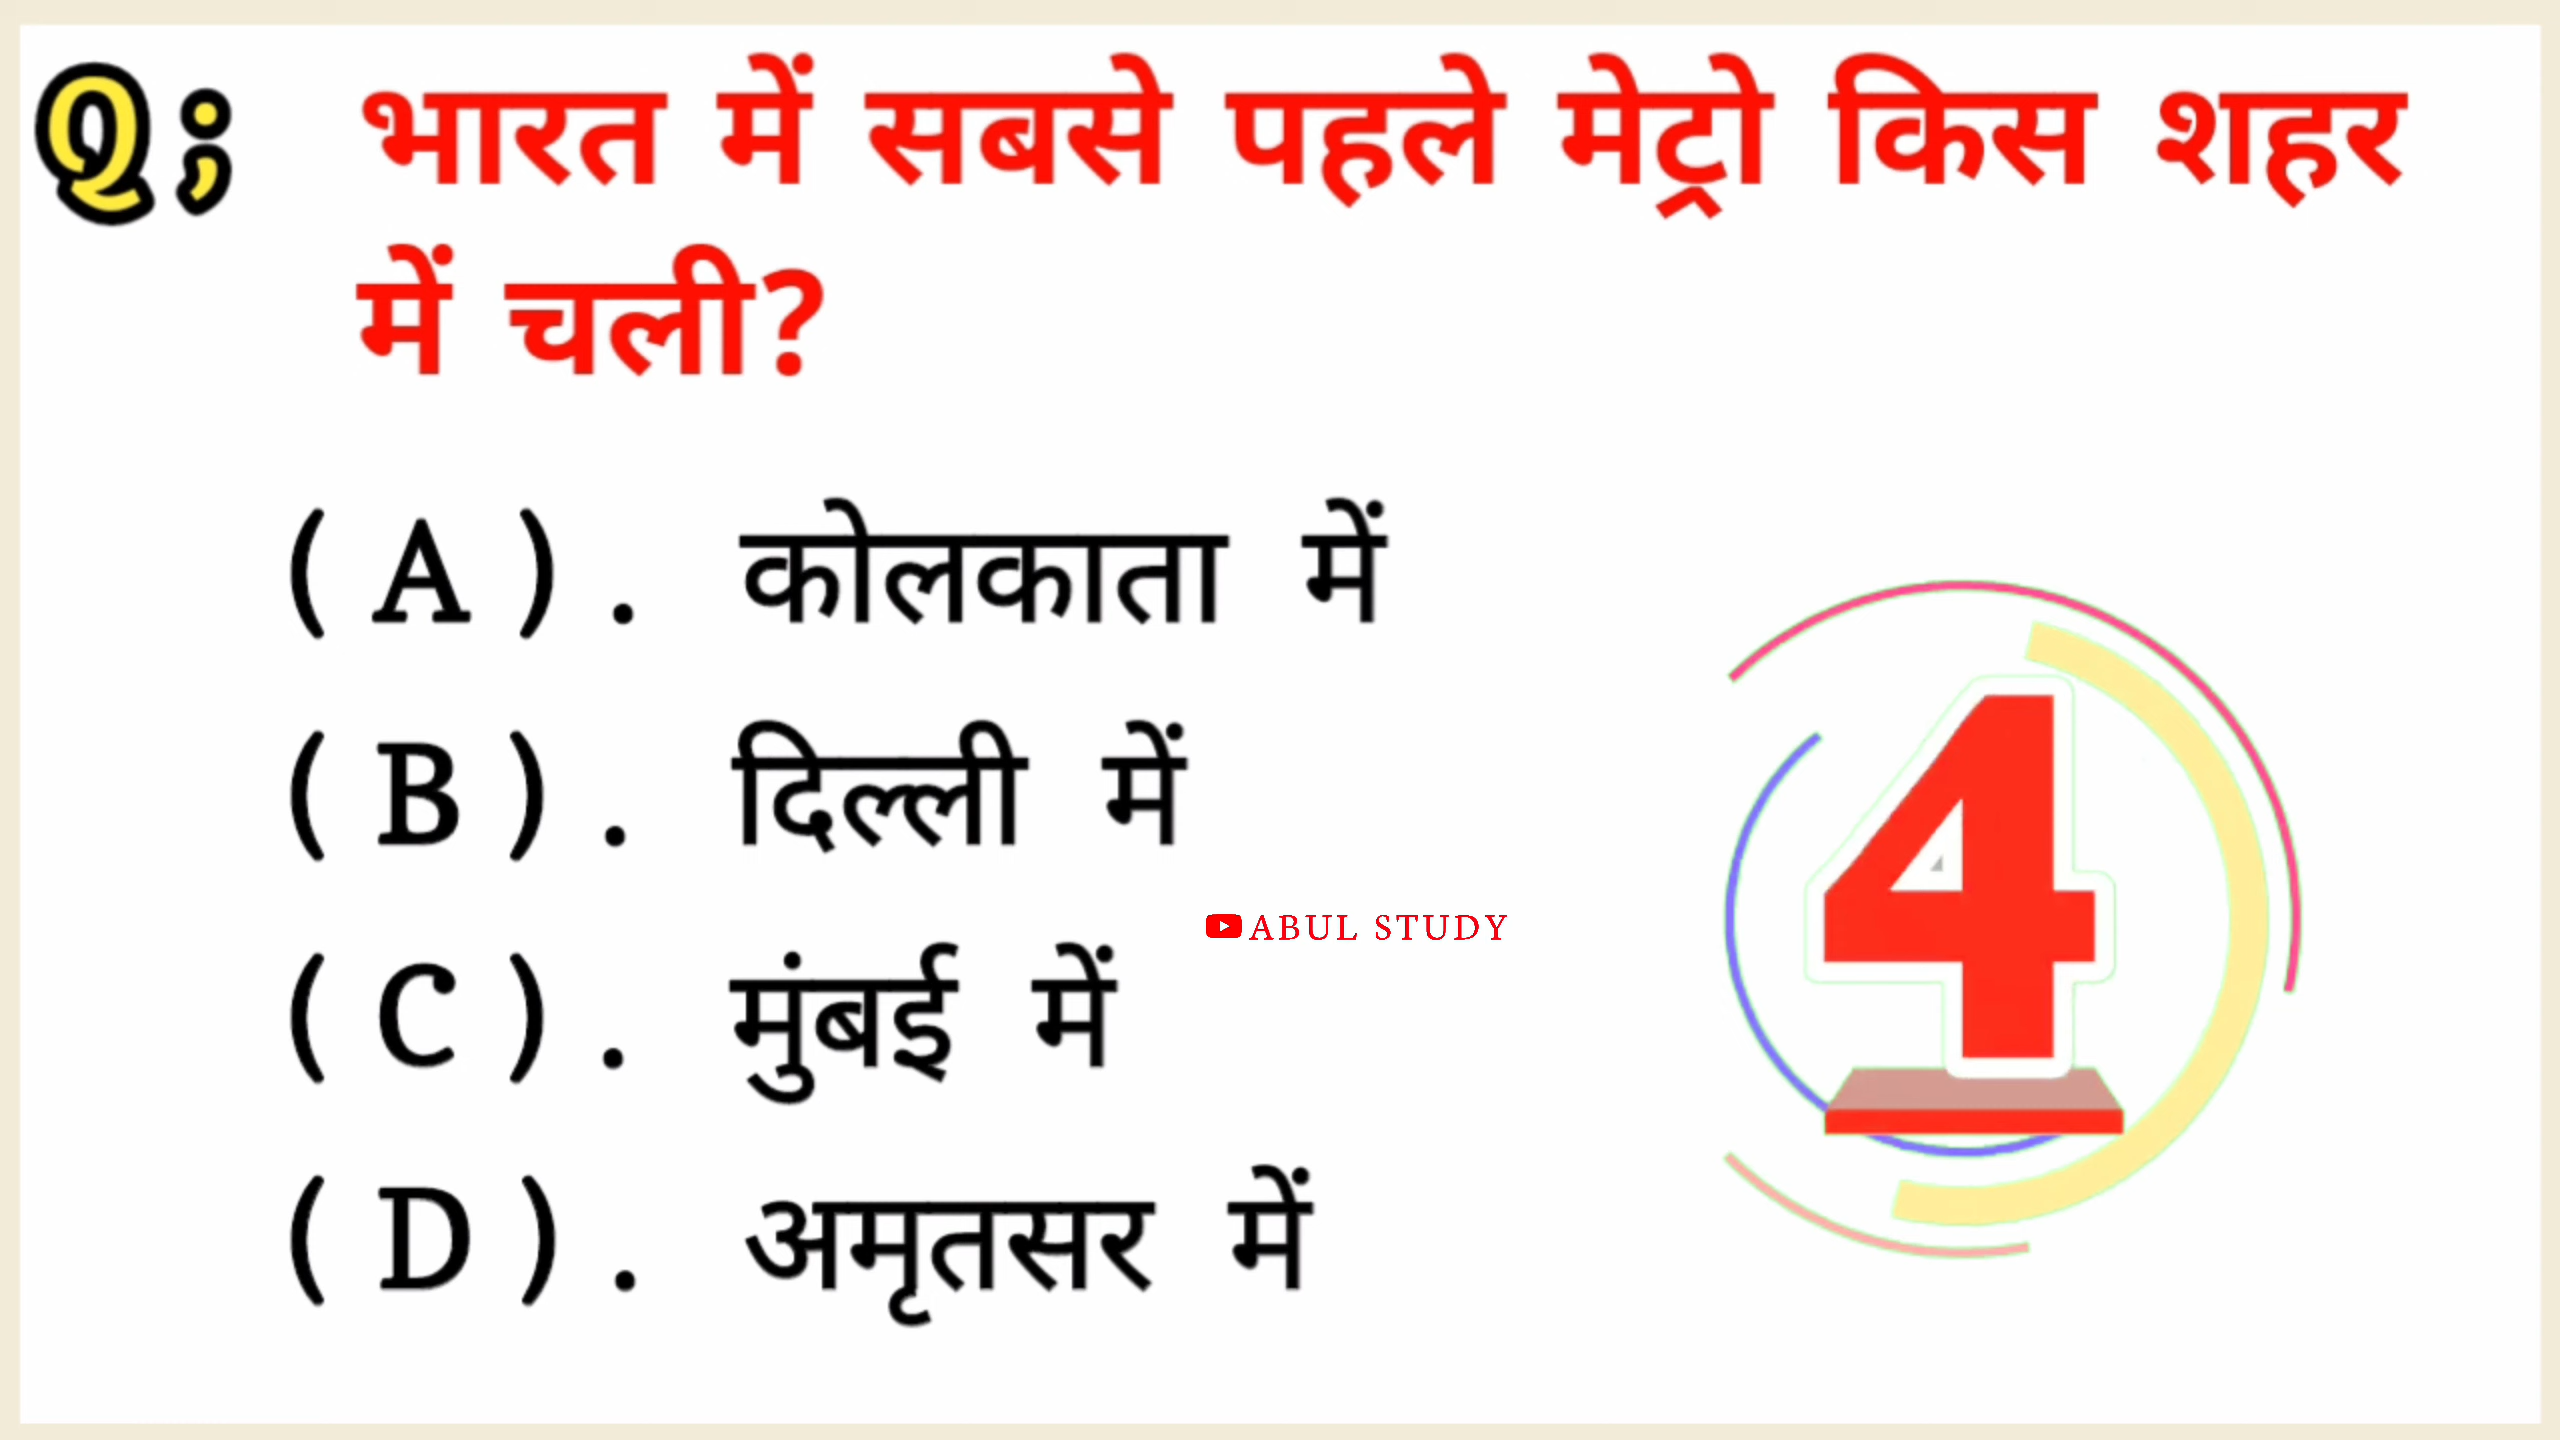 Q; भारत में सबसे पहले मेट्रो किस शहर
में चली?
(A). कोलकाता में
(B). दिल्ली में
ABUL STUDY
(C). मुंबई में
(D). अमृतसर में
4